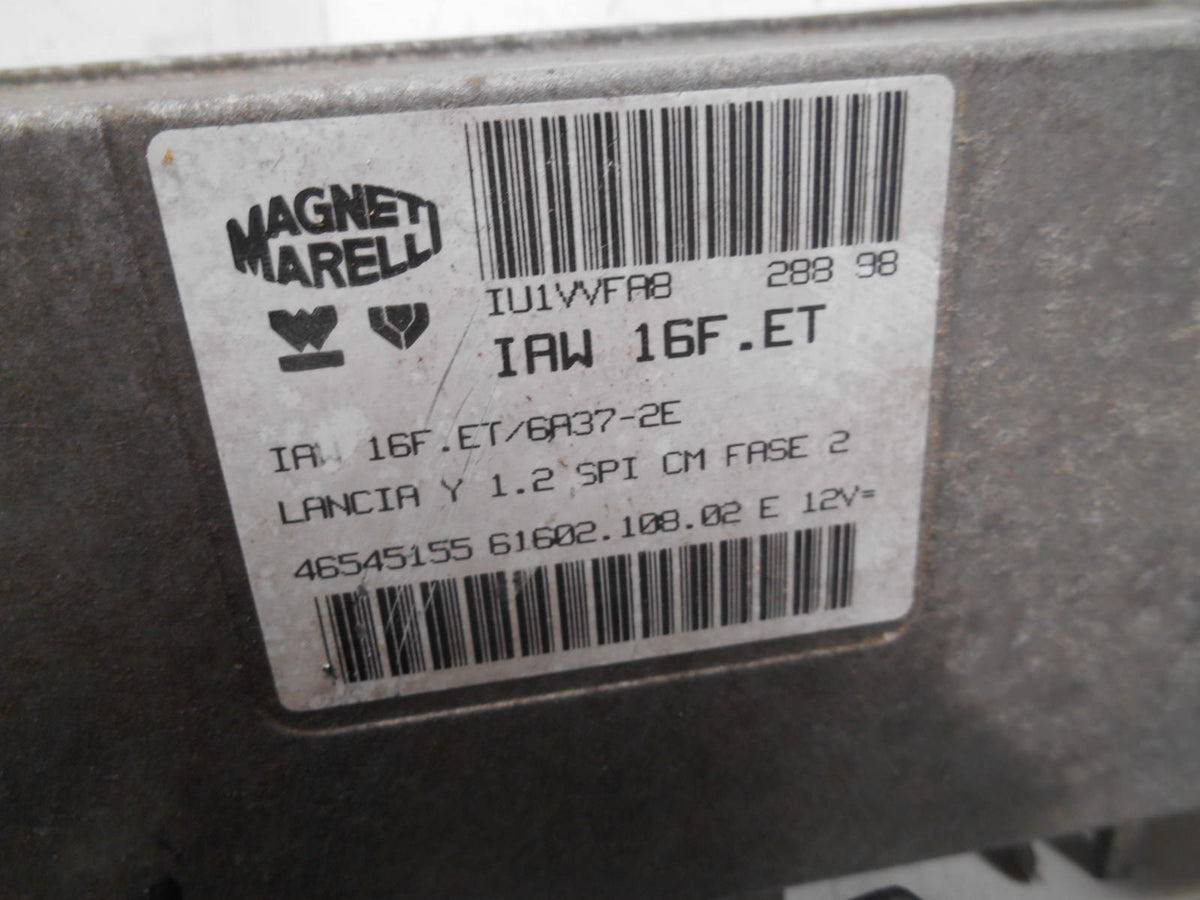 MAGNETI
MARELLI
IU1VVFA8 288 98
IAW 16F.ET
IAW 16F.ET/6A37-2E
LANCIA Y 1.2 SPI CM FASE 2
46545155 61602.108.02 E 12V=